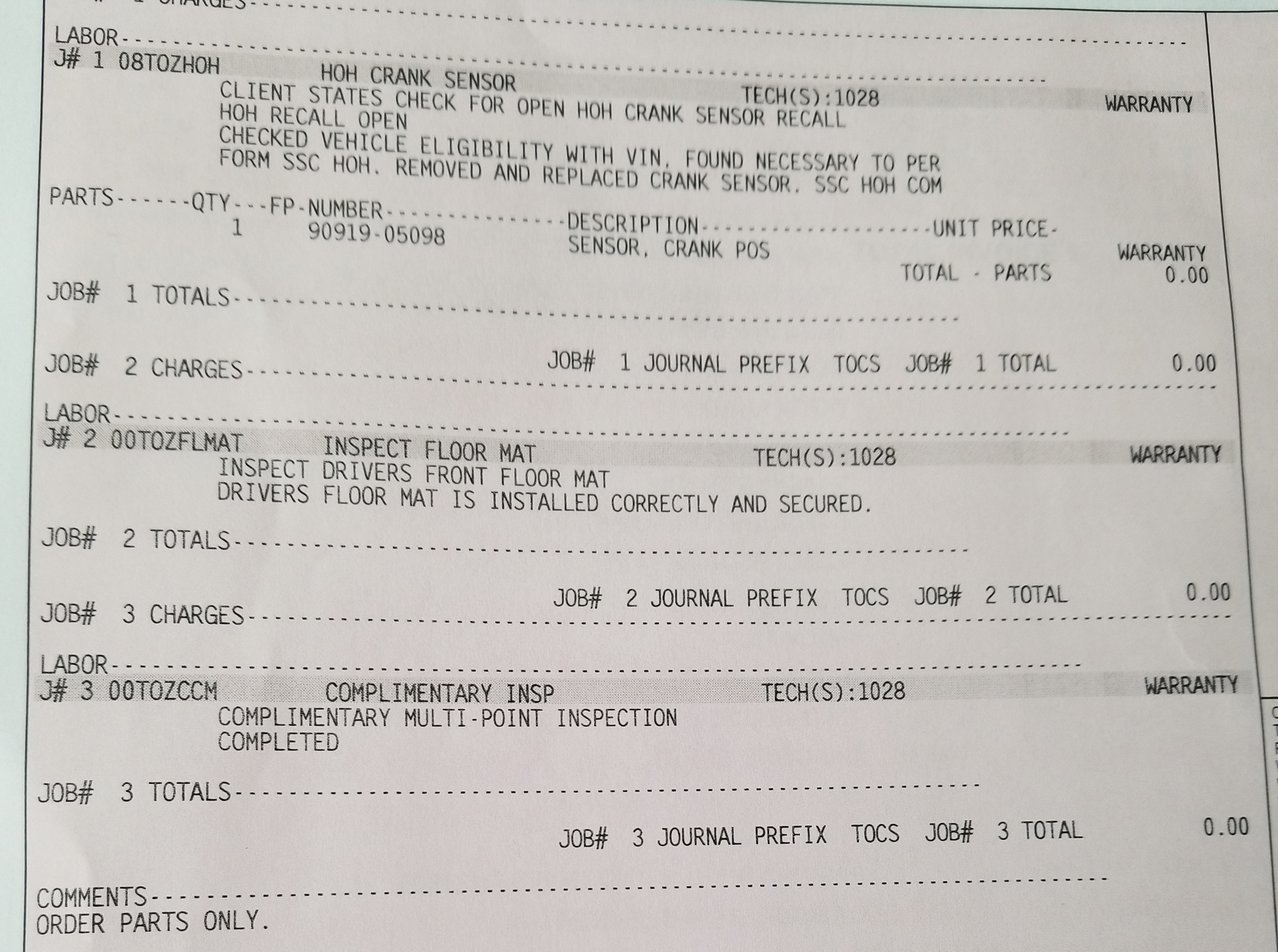 1 CHARGES
LABOR
J# 1 08TOZHOH HOH CRANK SENSOR TECH(S):1028 WARRANTY
CLIENT STATES CHECK FOR OPEN HOH CRANK SENSOR RECALL
HOH RECALL OPEN
CHECKED VEHICLE ELIGIBILITY WITH VIN, FOUND NECESSARY TO PER
FORM SSC HOH. REMOVED AND REPLACED CRANK SENSOR. SSC HOH COM
PARTS------QTY---FP-NUMBER---------------DESCRIPTION--------------------UNIT PRICE-
1 90919-05098 SENSOR, CRANK POS WARRANTY
TOTAL - PARTS 0.00
JOB# 1 TOTALS
JOB# 1 JOURNAL PREFIX TOCS JOB# 1 TOTAL 0.00
JOB# 2 CHARGES
LABOR
J# 2 00TOZFLMAT INSPECT FLOOR MAT TECH(S):1028 WARRANTY
INSPECT DRIVERS FRONT FLOOR MAT
DRIVERS FLOOR MAT IS INSTALLED CORRECTLY AND SECURED.
JOB# 2 TOTALS
JOB# 2 JOURNAL PREFIX TOCS JOB# 2 TOTAL 0.00
JOB# 3 CHARGES
LABOR
J# 3 00TOZCCM COMPLIMENTARY INSP TECH(S):1028 WARRANTY
COMPLIMENTARY MULTI-POINT INSPECTION
COMPLETED
JOB# 3 TOTALS
JOB# 3 JOURNAL PREFIX TOCS JOB# 3 TOTAL 0.00
COMMENTS
ORDER PARTS ONLY.